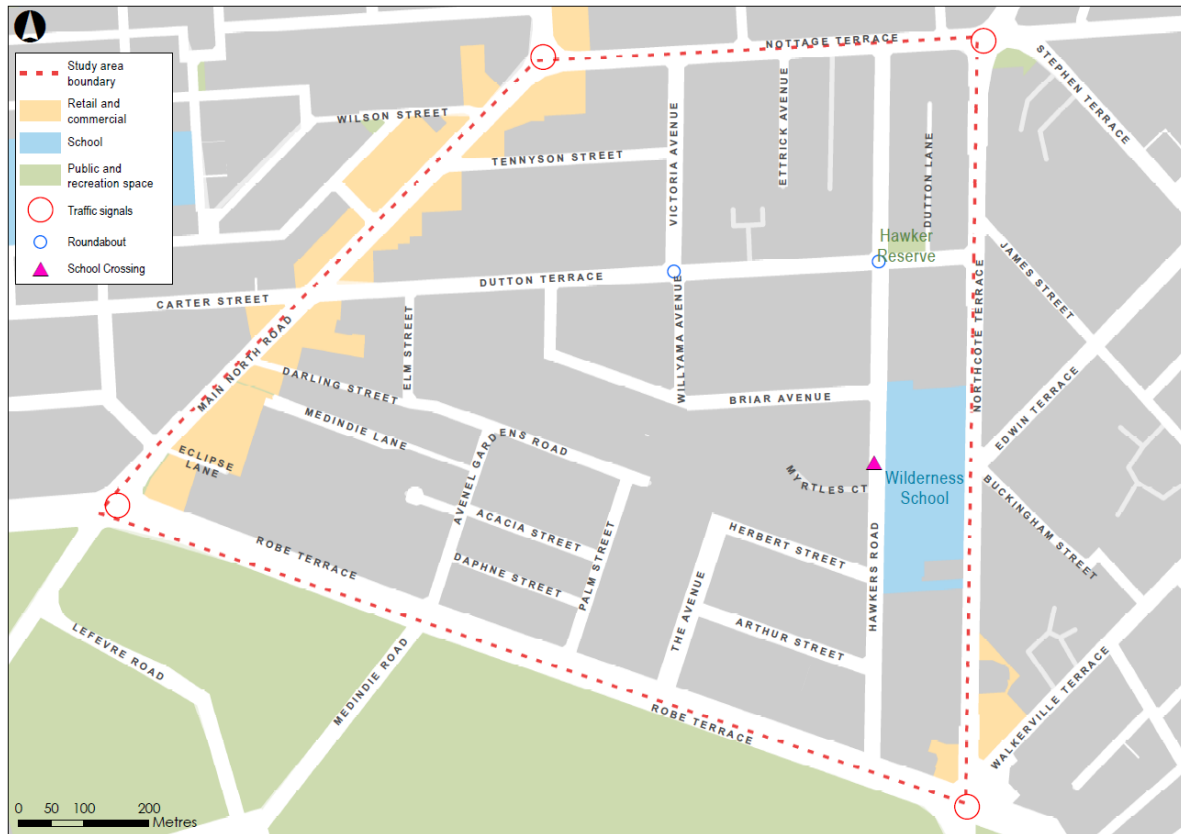 Study area
boundary
Retail and
commercial
School
Public and
recreation space
Traffic signals
Roundabout
School Crossing
NOTTAGE TERRACE
STEPHEN TERRACE
WILSON STREET
TENNYSON STREET
VICTORIA AVENUE
ETTRICK AVENUE
DUTTON LANE
Hawker
Reserve
JAMES STREET
NORTHCOTE TERRACE
CARTER STREET
DUTTON TERRACE
MAIN NORTH ROAD
ELM STREET
WILLYAMA AVENUE
DARLING STREET
BRIAR AVENUE
EDWIN TERRACE
MEDINDIE LANE
AVENEL GARDENS ROAD
ECLIPSE
LANE
MYRTLES CT
Wilderness
School
BUCKINGHAM STREET
ACACIA STREET
HERBERT STREET
ROBE TERRACE
DAPHNE STREET
PALM STREET
HAWKERS ROAD
THE AVENUE
ARTHUR STREET
LEFEVRE ROAD
MEDINDIE ROAD
ROBE TERRACE
WALKERVILLE TERRACE
0 50 100 200
Metres